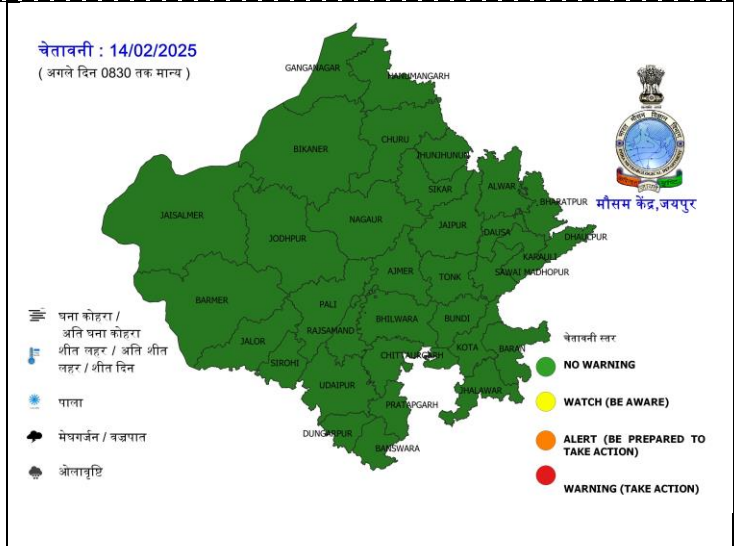 चेतावनी : 14/02/2025
( अगले दिन 0830 तक मान्य )
GANGANAGAR
HANUMANGARH
CHURU
BIKANER
JHUNJHUNUN
SIKAR
ALWAR
BHARATPUR
मौसम केंद्र,जयपुर
JAISALMER
NAGAUR
JAIPUR
DAUSA
DHAULPUR
JODHPUR
KARAULI
SAWAI MADHOPUR
AJMER
TONK
BARMER
PALI
BHILWARA
BUNDI
RAJSAMAND
JALOR
KOTA
BARAN
CHITTAURGARH
SIROHI
UDAIPUR
JHALAWAR
PRATAPGARH
DUNGARPUR
BANSWARA
घना कोहरा /
अति घना कोहरा
शीत लहर / अति शीत
लहर / शीत दिन
पाला
मेघगर्जन / वज्रपात
ओलावृष्टि
चेतावनी स्तर
NO WARNING
WATCH (BE AWARE)
ALERT (BE PREPARED TO
TAKE ACTION)
WARNING (TAKE ACTION)